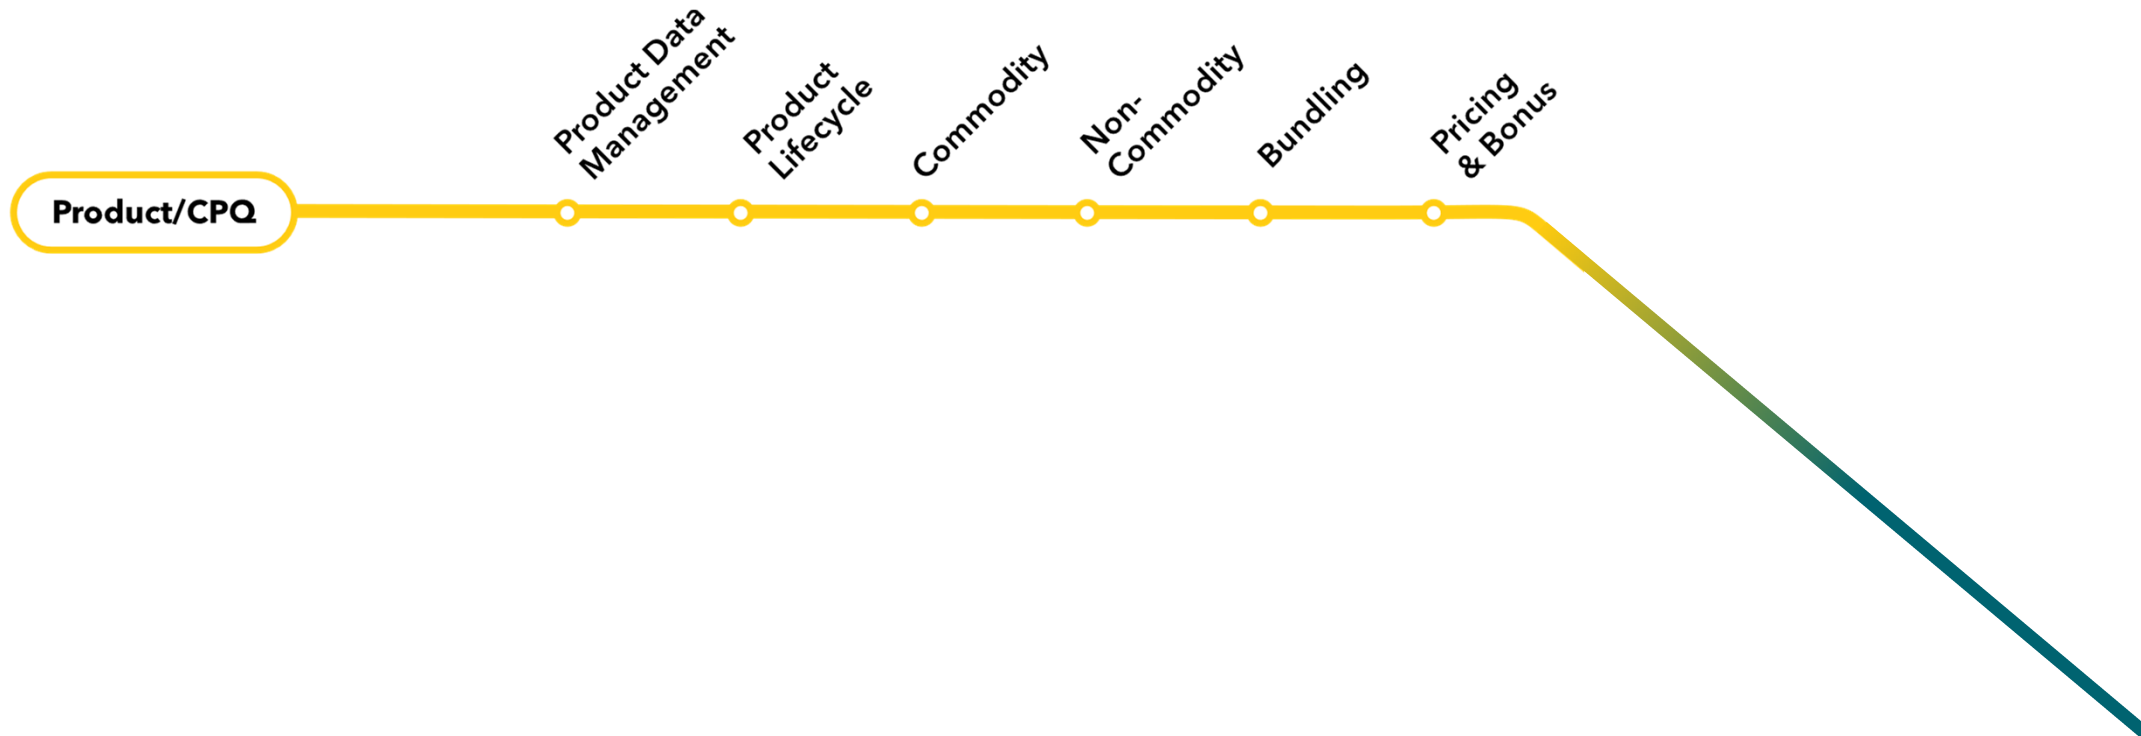 Product/CPQ
Product Data
Management
Product
Lifecycle
Commodity
Non-
Commodity
Bundling
Pricing
& Bonus